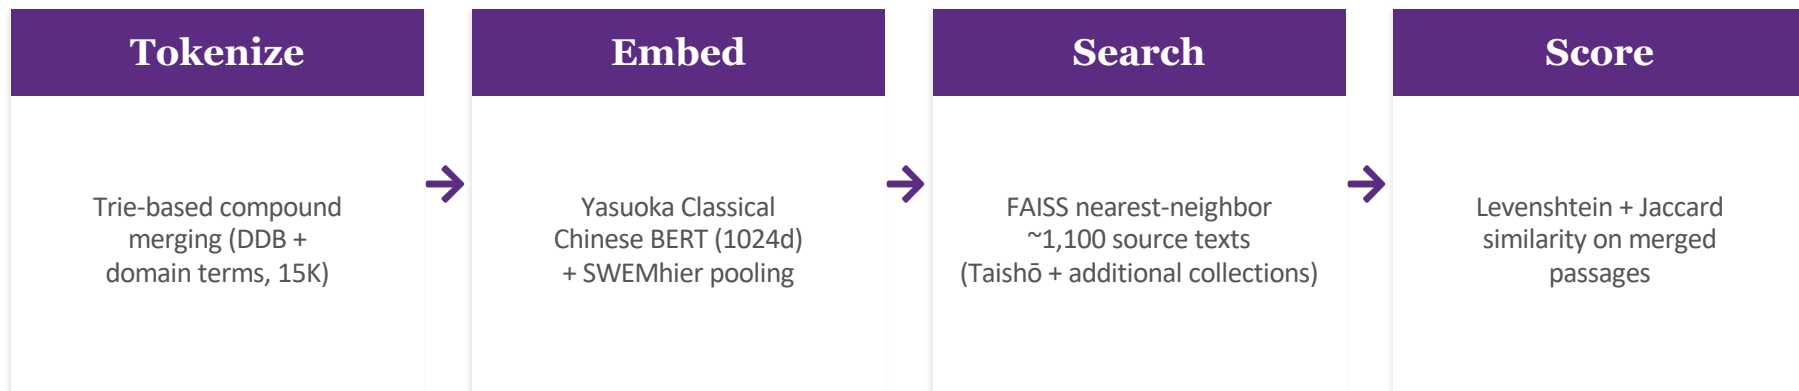 Tokenize
Trie-based compound
merging (DDB +
domain terms, 15K)
Embed
Yasuoka Classical
Chinese BERT (1024d)
+ SWEMhier pooling
Search
FAISS nearest-neighbor
~1,100 source texts
(Taishō + additional collections)
Score
Levenshtein + Jaccard
similarity on merged
passages